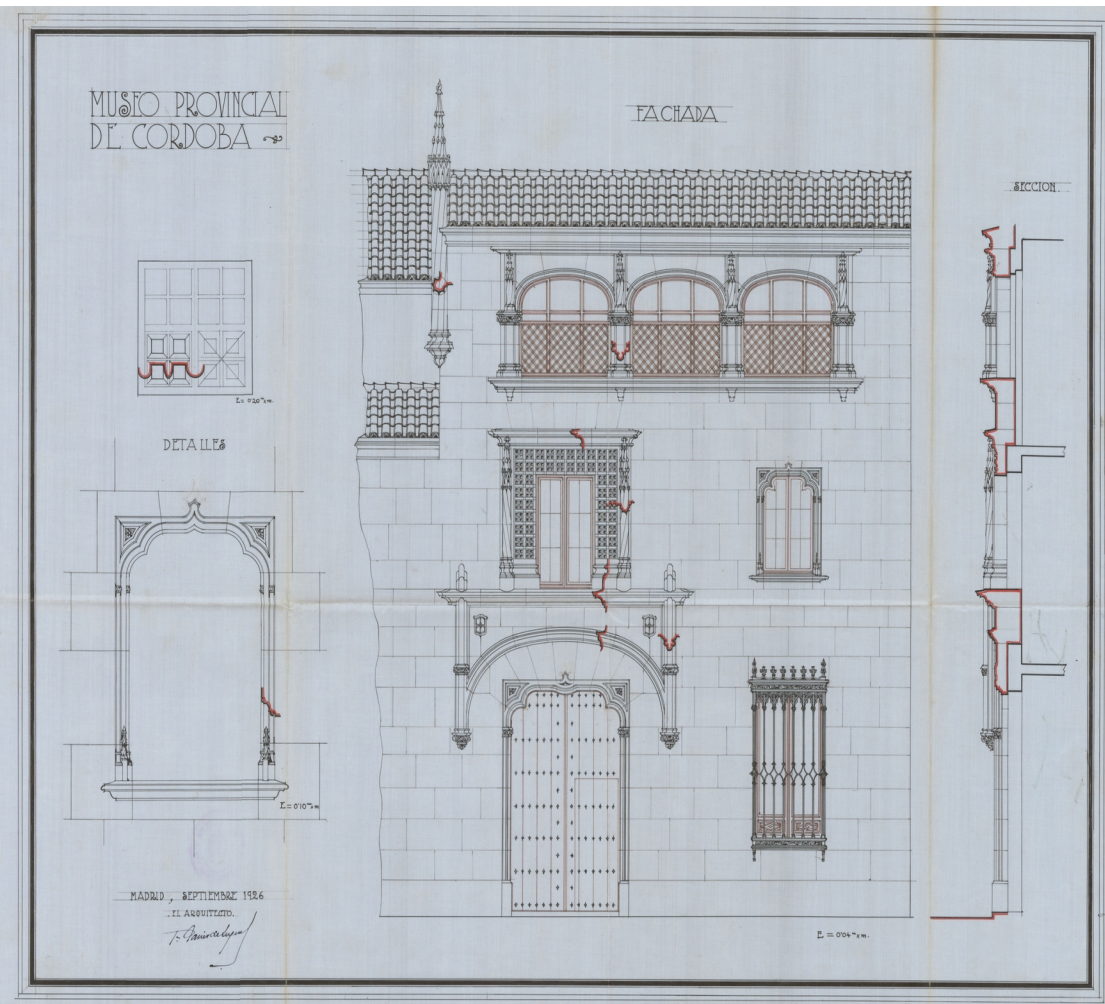 MUSEO PROVINCIAL
DE CORDOBA
FACHADA
SECCION
E= 0'20 m x m.
DETALLES
E= 0'10 m x m
MADRID, SEPTIEMBRE 1926
EL ARQUITECTO.
E = 0'04 m x m.